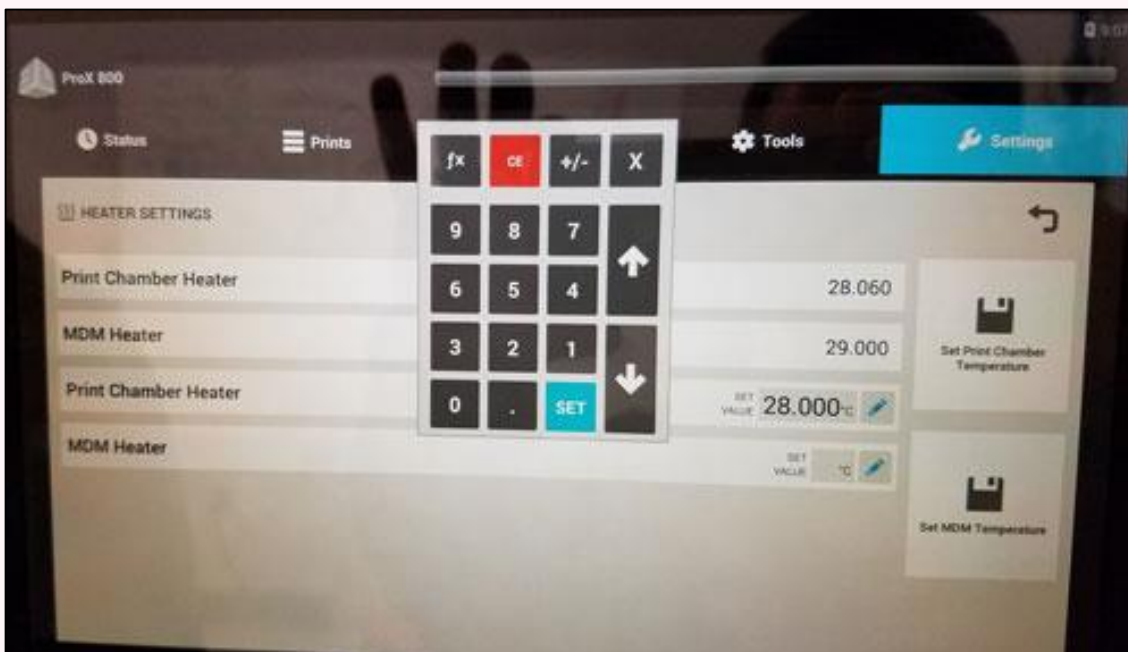 9:07
ProX 800
Status Prints Tools Settings
fx CE +/- X
HEATER SETTINGS
9 8 7
Print Chamber Heater 28.060
6 5 4
MDM Heater 29.000
3 2 1
Set Print Chamber
Temperature
Print Chamber Heater SET VALUE 28.000 °C
0 . SET
MDM Heater SET VALUE °C
Set MDM Temperature